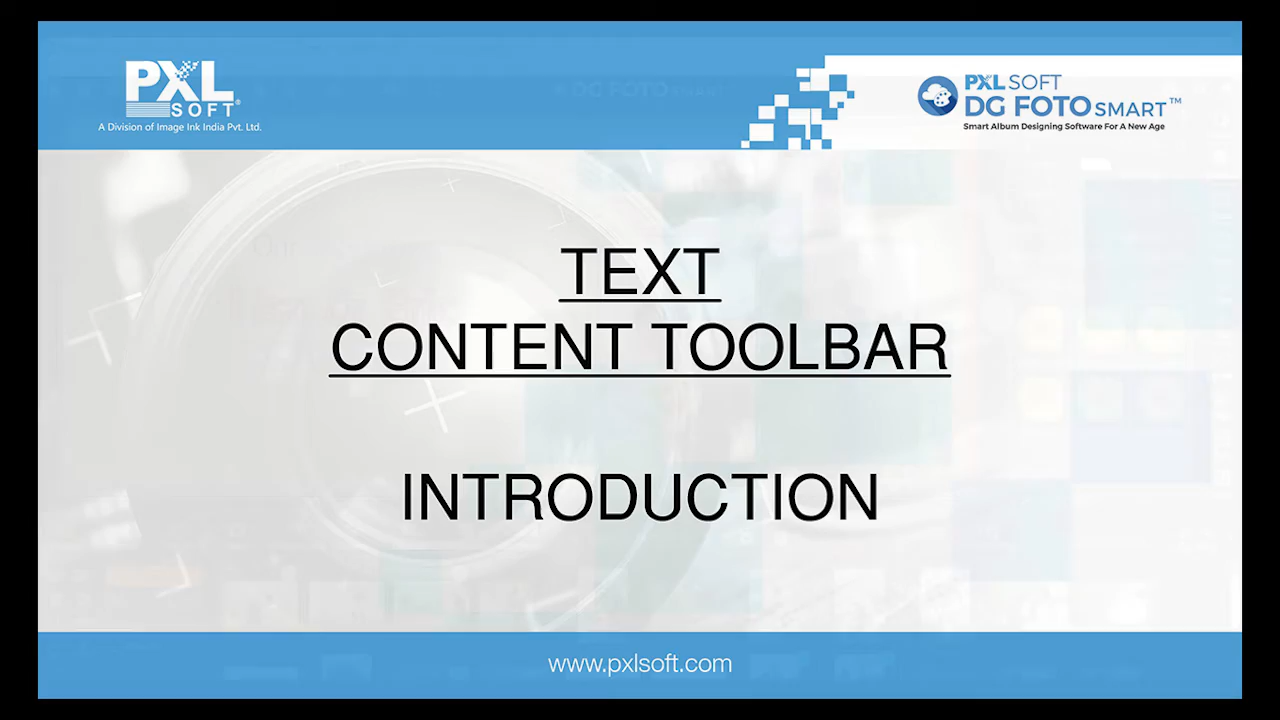 PXL
SOFT®
A Division of Image Ink India Pvt. Ltd.
PXL SOFT
DG FOTO SMART™
Smart Album Designing Software For A New Age
TEXT
CONTENT TOOLBAR
INTRODUCTION
www.pxlsoft.com